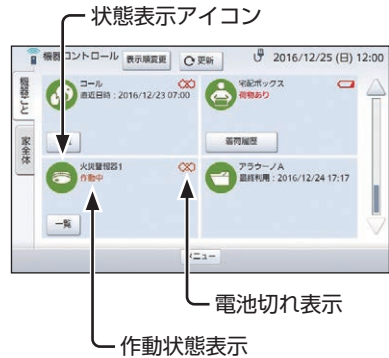 状態表示アイコン
機器コントロール 表示順変更 更新 2016/12/25 (日) 12:00
機器ごと
家全体
コール
直近日時：2016/12/23 07:00
宅配ボックス
荷物あり
着荷履歴
火災警報器1
作動中
一覧
アラウーノA
最終利用：2016/12/24 17:17
メニュー
電池切れ表示
作動状態表示